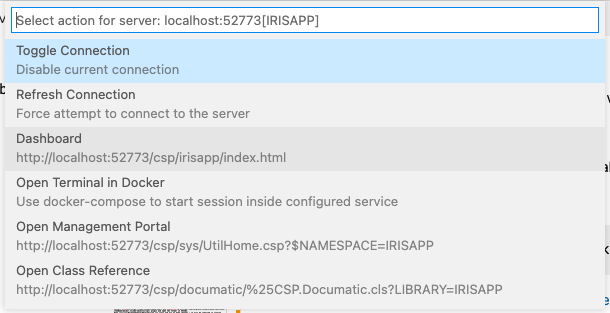 Select action for server: localhost:52773[IRISAPP]
Toggle Connection
Disable current connection
Refresh Connection
Force attempt to connect to the server
Dashboard
http://localhost:52773/csp/irisapp/index.html
Open Terminal in Docker
Use docker-compose to start session inside configured service
Open Management Portal
http://localhost:52773/csp/sys/UtilHome.csp?$NAMESPACE=IRISAPP
Open Class Reference
http://localhost:52773/csp/documatic/%25CSP.Documatic.cls?LIBRARY=IRISAPP